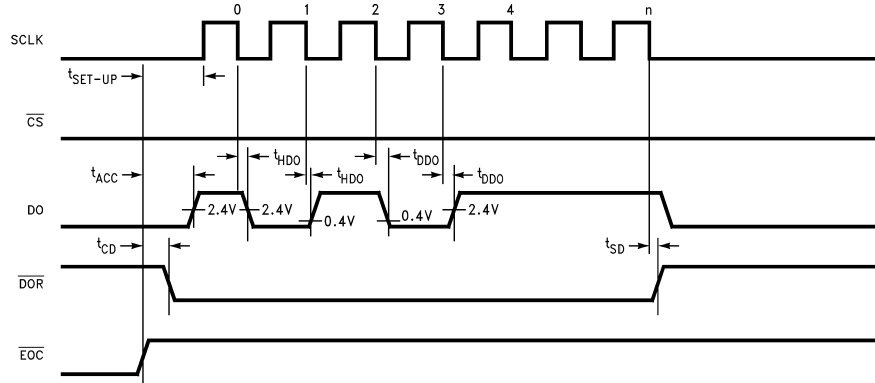 0 1 2 3 4 n
SCLK
tSET-UP
CS
tHDO tDDO
tACC tHDO tDDO
DO
2.4V 2.4V 0.4V 0.4V 2.4V
tCD tSD
DOR
EOC